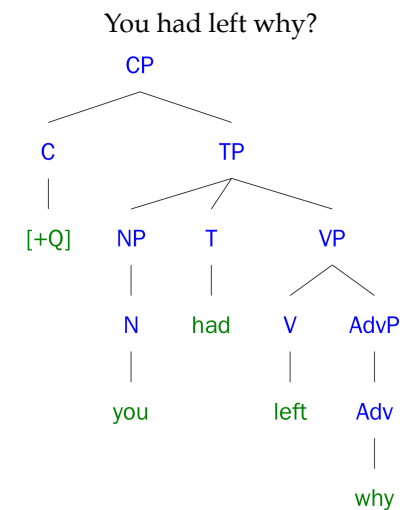 You had left why?
CP
C TP
[+Q] NP T VP
N had V AdvP
you left Adv
why